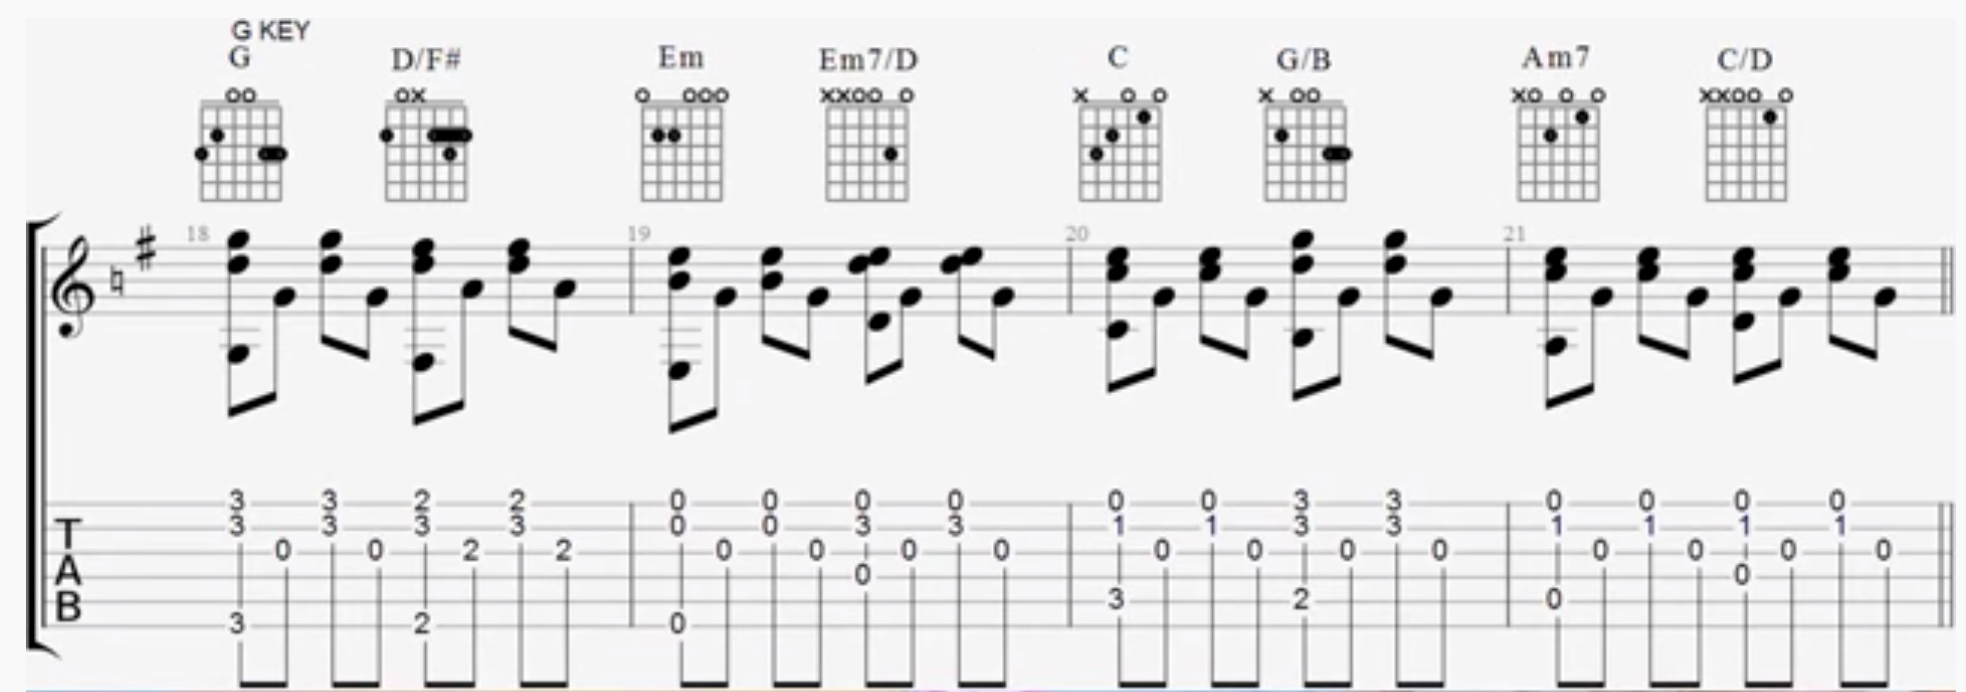 G KEY
G D/F# Em Em7/D C G/B Am7 C/D
oo ox o ooo xxoo o x o o x oo xo o o xxoo o
18 19 20 21
3 3 2 2 0 0 0 0 0 0 3 3 0 0 0 0
T 3 3 3 3 0 0 3 3 1 1 3 3 1 1 1 1
0 0 2 2 0 0 0 0 0 0 0 0 0 0 0 0
A 0 0
B 3 2 0
3 2 0